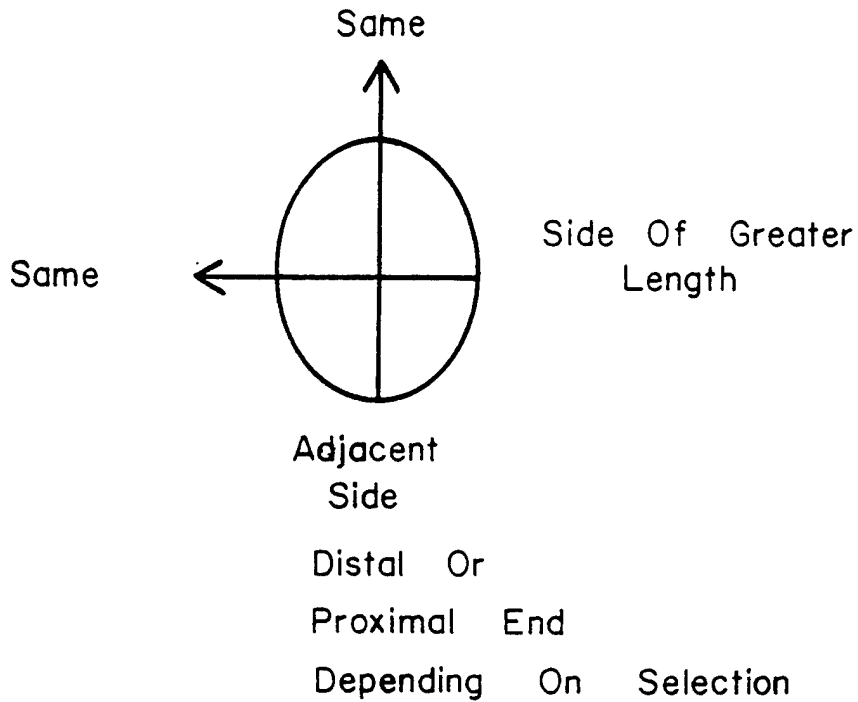 Same
Side Of Greater
Length
Same
Adjacent
Side
Distal Or
Proximal End
Depending On Selection